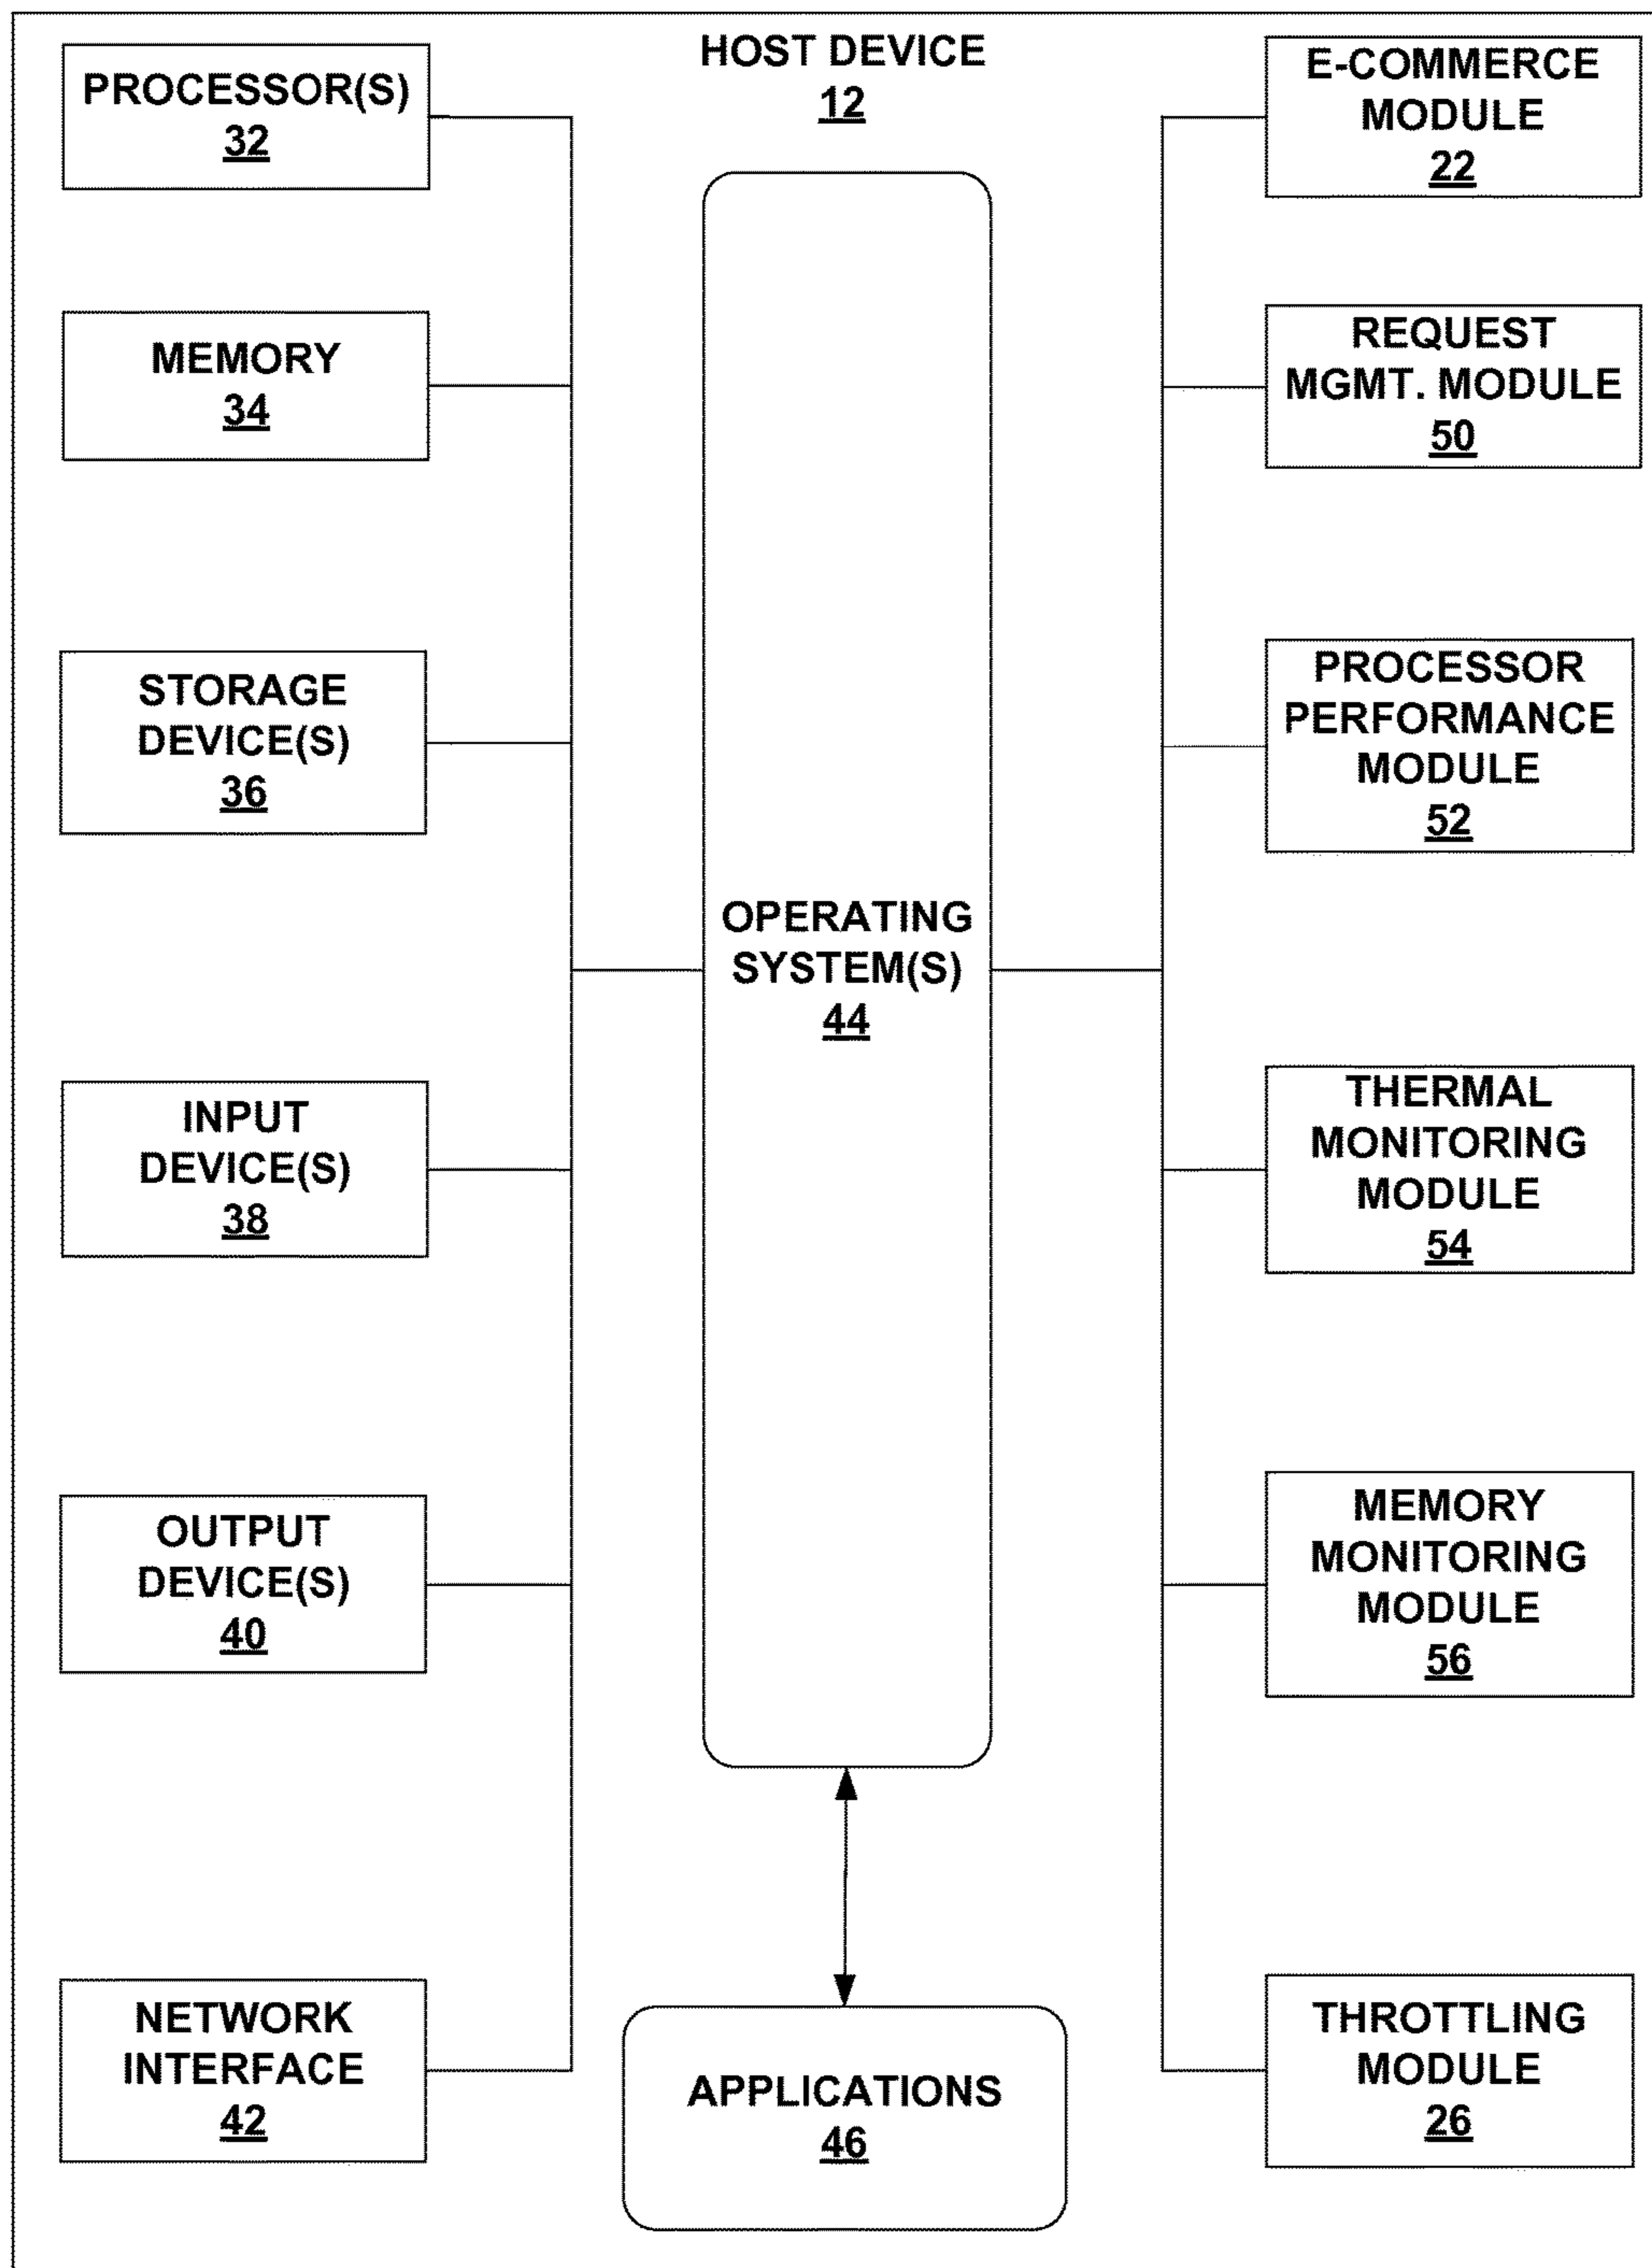 HOST DEVICE
12
PROCESSOR(S)
32
MEMORY
34
STORAGE
DEVICE(S)
36
INPUT
DEVICE(S)
38
OUTPUT
DEVICE(S)
40
NETWORK
INTERFACE
42
OPERATING
SYSTEM(S)
44
APPLICATIONS
46
E-COMMERCE
MODULE
22
REQUEST
MGMT. MODULE
50
PROCESSOR
PERFORMANCE
MODULE
52
THERMAL
MONITORING
MODULE
54
MEMORY
MONITORING
MODULE
56
THROTTLING
MODULE
26